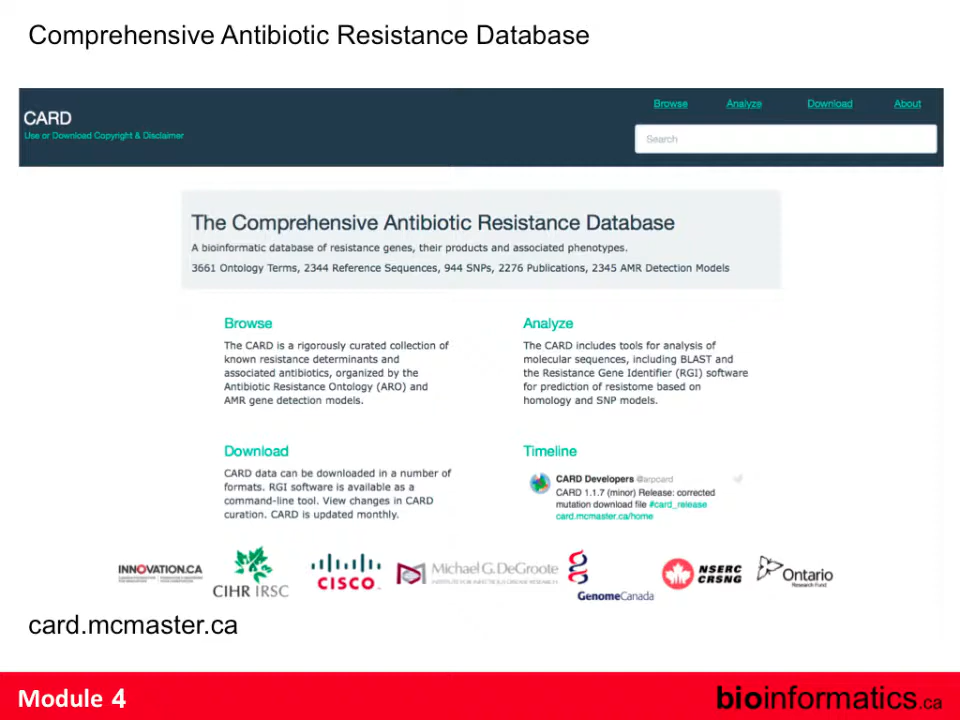 Comprehensive Antibiotic Resistance Database
CARD
Use or Download Copyright & Disclaimer
Browse Analyze Download About
Search
The Comprehensive Antibiotic Resistance Database
A bioinformatic database of resistance genes, their products and associated phenotypes.
3661 Ontology Terms, 2344 Reference Sequences, 944 SNPs, 2276 Publications, 2345 AMR Detection Models
Browse
The CARD is a rigorously curated collection of
known resistance determinants and
associated antibiotics, organized by the
Antibiotic Resistance Ontology (ARO) and
AMR gene detection models.
Analyze
The CARD includes tools for analysis of
molecular sequences, including BLAST and
the Resistance Gene Identifier (RGI) software
for prediction of resistome based on
homology and SNP models.
Download
CARD data can be downloaded in a number of
formats. RGI software is available as a
command-line tool. View changes in CARD
curation. CARD is updated monthly.
Timeline
CARD Developers @arpcard
CARD 1.1.7 (minor) Release: corrected
mutation download file #card_release
card.mcmaster.ca/home
INNOVATION.CA
CIHR IRSC
CISCO
Michael G. DeGroote
INSTITUTE FOR INFECTIOUS DISEASE RESEARCH
GenomeCanada
NSERC
CRSNG
Ontario
Research Fund
card.mcmaster.ca
Module 4
bioinformatics.ca